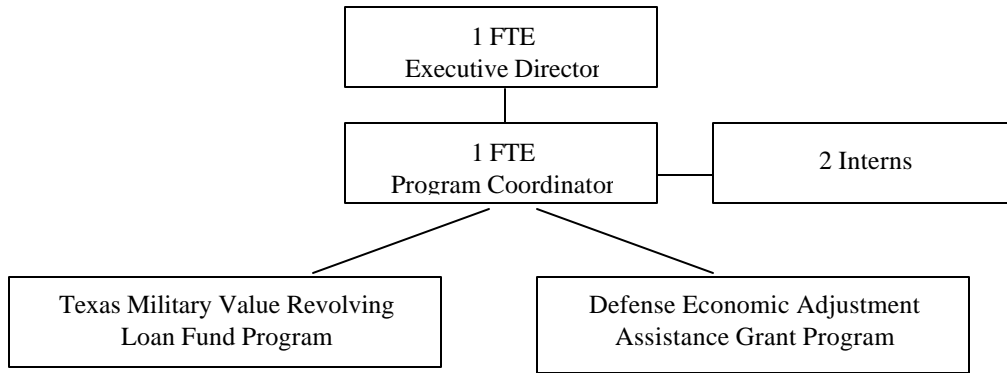 1 FTE
Executive Director
1 FTE
Program Coordinator
2 Interns
Texas Military Value Revolving
Loan Fund Program
Defense Economic Adjustment
Assistance Grant Program